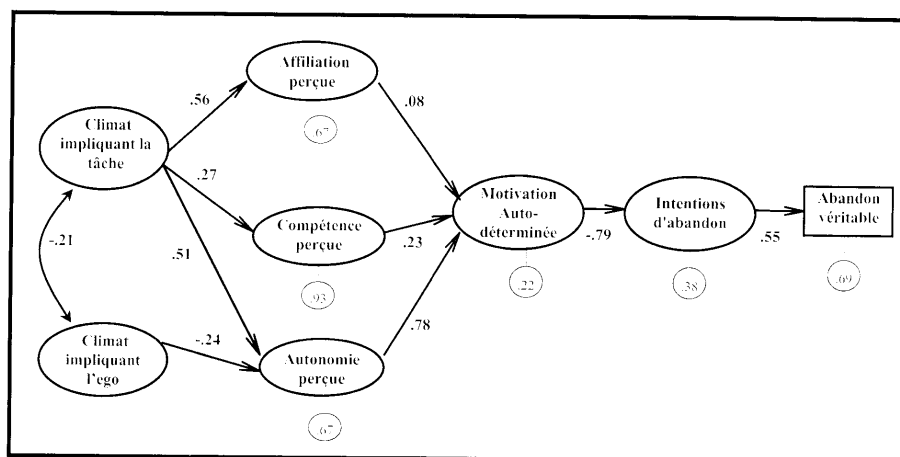 Affiliation
perçue
.67
.56
.08
Climat
impliquant la
tâche
.27
Compétence
perçue
.93
.23
Motivation
Auto-
déterminée
.22
-.79
Intentions
d'abandon
.38
.55
Abandon
véritable
.69
-.21
.51
.78
Climat
impliquant
l'ego
-.24
Autonomie
perçue
.67